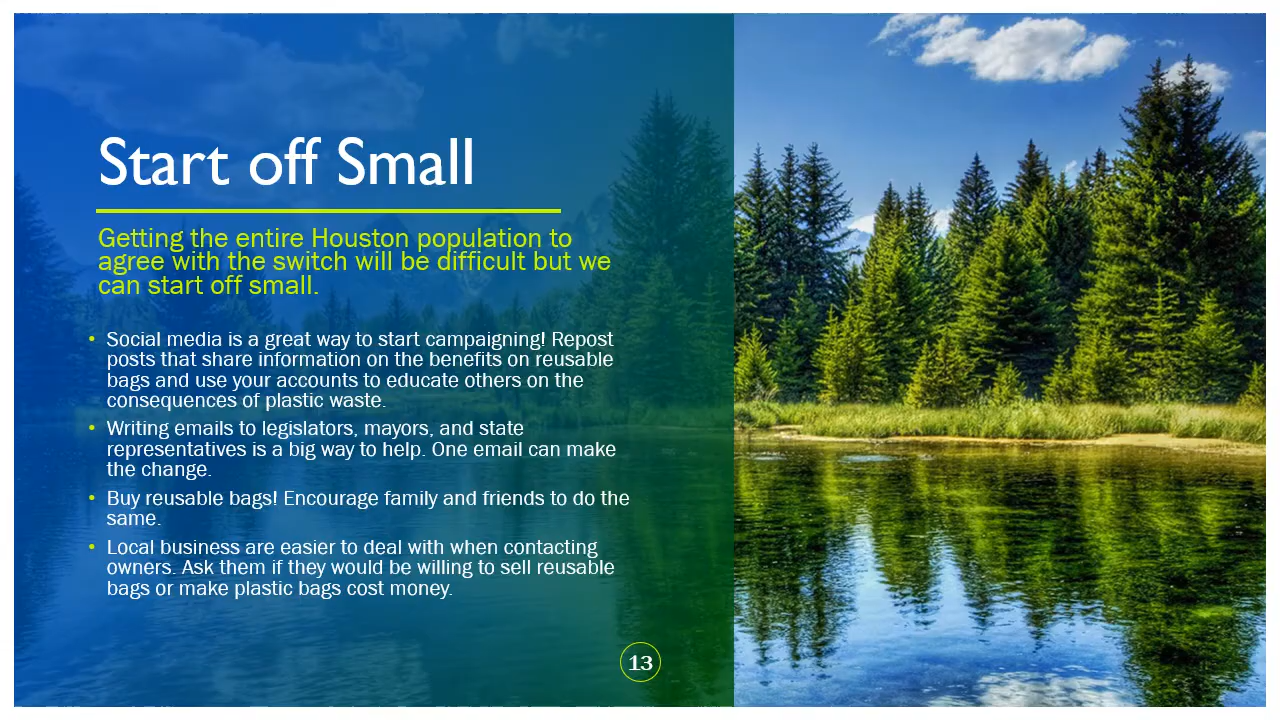 Start off Small
Getting the entire Houston population to
agree with the switch will be difficult but we
can start off small.
• Social media is a great way to start campaigning! Repost
posts that share information on the benefits on reusable
bags and use your accounts to educate others on the
consequences of plastic waste.
• Writing emails to legislators, mayors, and state
representatives is a big way to help. One email can make
the change.
• Buy reusable bags! Encourage family and friends to do the
same.
• Local business are easier to deal with when contacting
owners. Ask them if they would be willing to sell reusable
bags or make plastic bags cost money.
13